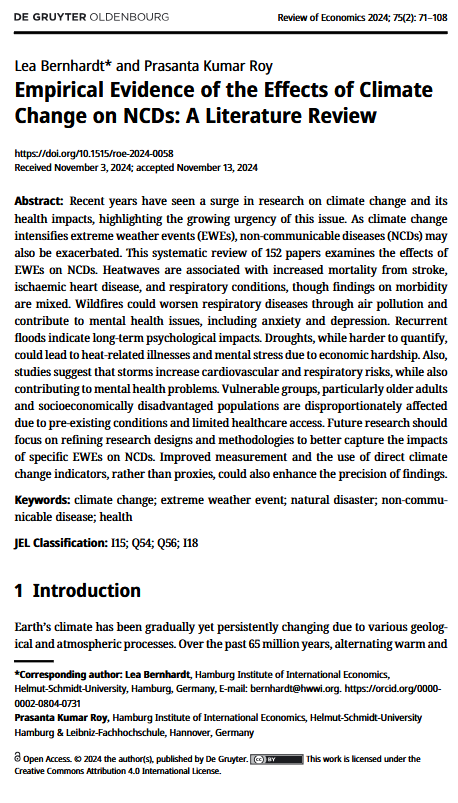 DE GRUYTER OLDENBOURG
Review of Economics 2024; 75(2): 71–108
Lea Bernhardt* and Prasanta Kumar Roy
Empirical Evidence of the Effects of Climate
Change on NCDs: A Literature Review
https://doi.org/10.1515/roe-2024-0058
Received November 3, 2024; accepted November 13, 2024
Abstract: Recent years have seen a surge in research on climate change and its
health impacts, highlighting the growing urgency of this issue. As climate change
intensifies extreme weather events (EWEs), non-communicable diseases (NCDs) may
also be exacerbated. This systematic review of 152 papers examines the effects of
EWEs on NCDs. Heatwaves are associated with increased mortality from stroke,
ischaemic heart disease, and respiratory conditions, though findings on morbidity
are mixed. Wildfires could worsen respiratory diseases through air pollution and
contribute to mental health issues, including anxiety and depression. Recurrent
floods indicate long-term psychological impacts. Droughts, while harder to quantify,
could lead to heat-related illnesses and mental stress due to economic hardship. Also,
studies suggest that storms increase cardiovascular and respiratory risks, while also
contributing to mental health problems. Vulnerable groups, particularly older adults
and socioeconomically disadvantaged populations are disproportionately affected
due to pre-existing conditions and limited healthcare access. Future research should
focus on refining research designs and methodologies to better capture the impacts
of specific EWEs on NCDs. Improved measurement and the use of direct climate
change indicators, rather than proxies, could also enhance the precision of findings.
Keywords: climate change; extreme weather event; natural disaster; non-commu-
nicable disease; health
JEL Classification: I15; Q54; Q56; I18
1 Introduction
Earth's climate has been gradually yet persistently changing due to various geolog-
ical and atmospheric processes. Over the past 65 million years, alternating warm and
*Corresponding author: Lea Bernhardt, Hamburg Institute of International Economics,
Helmut-Schmidt-University, Hamburg, Germany, E-mail: bernhardt@hwwi.org. https://orcid.org/0000-
0002-0804-0731
Prasanta Kumar Roy, Hamburg Institute of International Economics, Helmut-Schmidt-University
Hamburg & Leibniz-Fachhochschule, Hannover, Germany
Open Access. © 2024 the author(s), published by De Gruyter. CC BY This work is licensed under the
Creative Commons Attribution 4.0 International License.